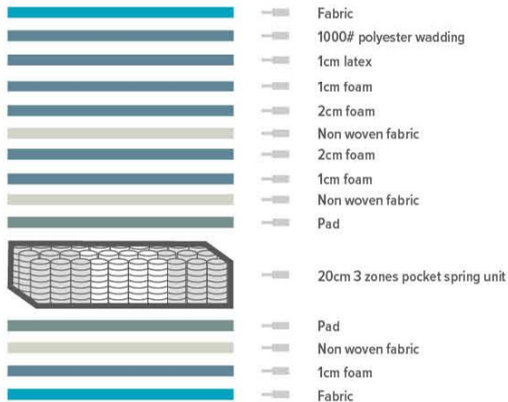 Fabric
1000# polyester wadding
1cm latex
1cm foam
2cm foam
Non woven fabric
2cm foam
1cm foam
Non woven fabric
Pad
20cm 3 zones pocket spring unit
Pad
Non woven fabric
1cm foam
Fabric